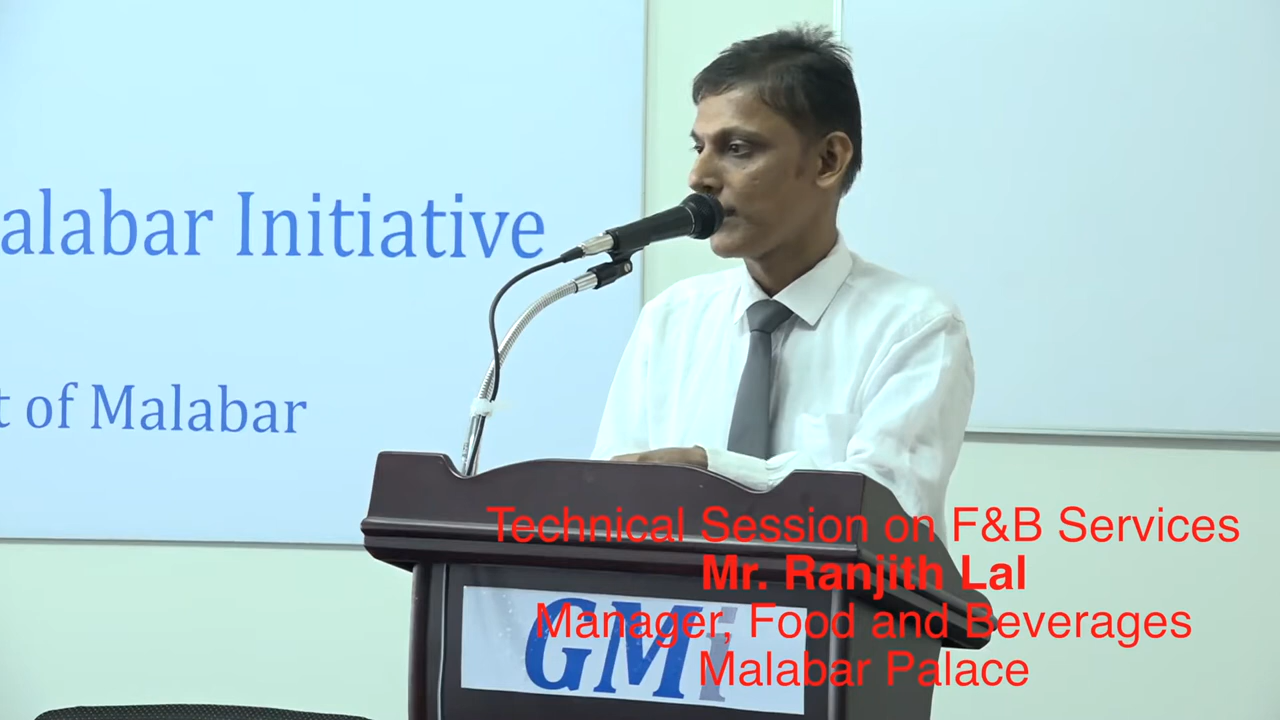 alabar Initiative
t of Malabar
Technical Session on F&B Services
Mr. Ranjith Lal
Manager, Food and Beverages
Malabar Palace
GMi